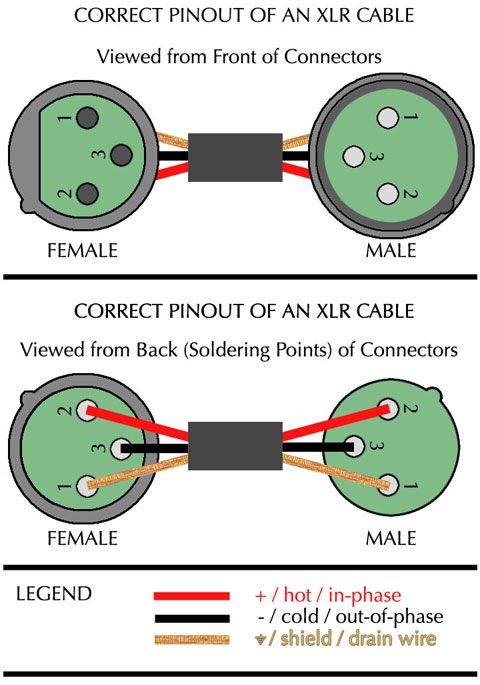 CORRECT PINOUT OF AN XLR CABLE
Viewed from Front of Connectors
1
3
2
1
3
2
FEMALE
MALE
CORRECT PINOUT OF AN XLR CABLE
Viewed from Back (Soldering Points) of Connectors
2
3
1
2
3
1
FEMALE
MALE
LEGEND
+ / hot / in-phase
- / cold / out-of-phase
⏚ / shield / drain wire